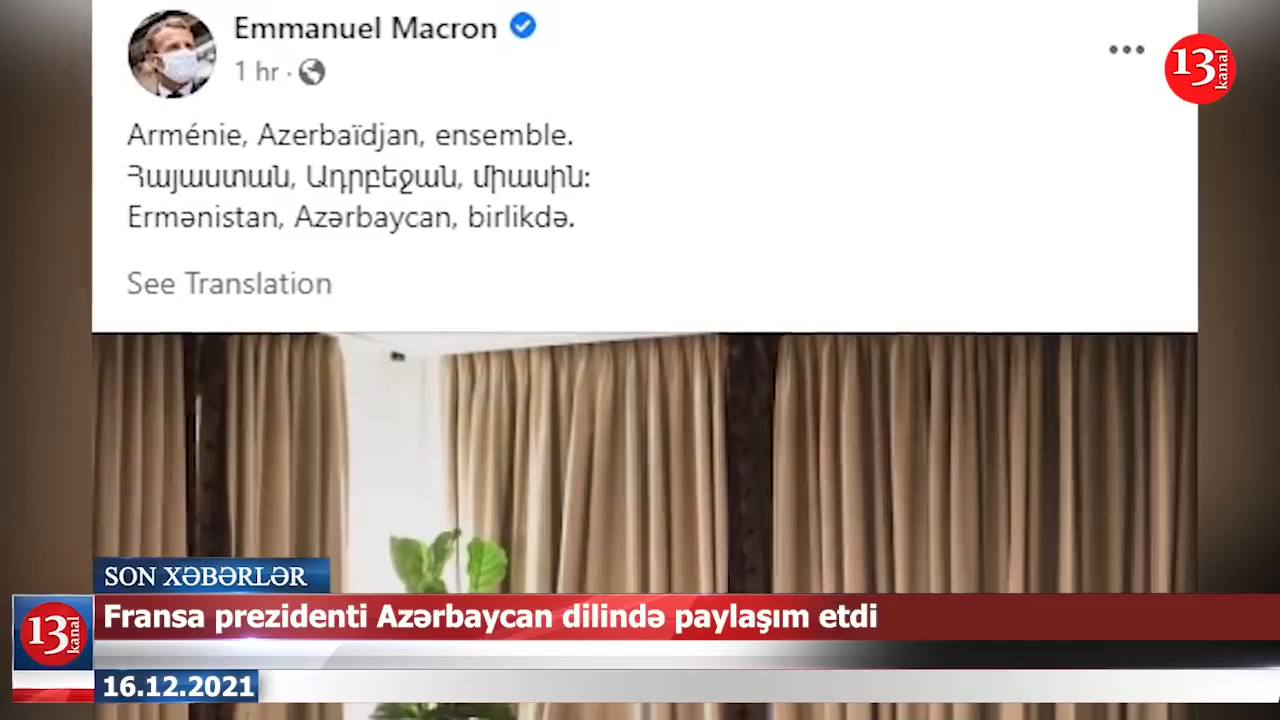 Emmanuel Macron
1 hr ·
13 kanal
Arménie, Azerbaïdjan, ensemble.
Հայաստան, Ադրբեջան, միասին:
Ermənistan, Azərbaycan, birlikdə.
See Translation
SON XƏBƏRLƏR
Fransa prezidenti Azərbaycan dilində paylaşım etdi
13 kanal
16.12.2021